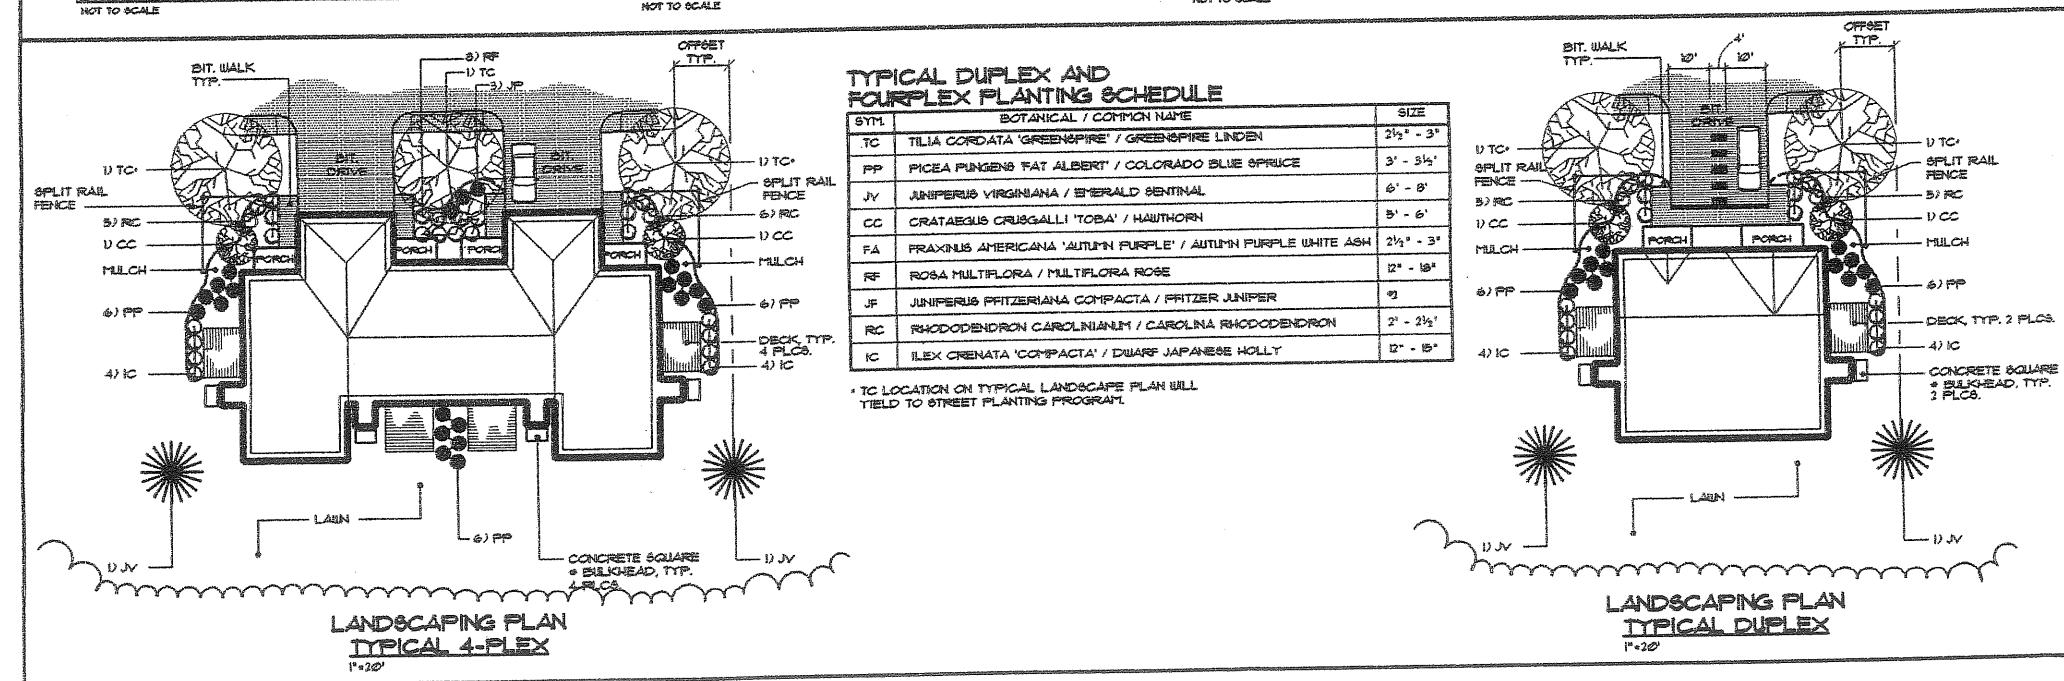 NOT TO SCALE
NOT TO SCALE
NOT TO SCALE
BIT. WALK
TYP.
3) RF
1) TC
3) JP
OFFSET
TYP.
BIT.
DRIVE
BIT.
DRIVE
1) TC*
SPLIT RAIL
FENCE
5) RC
1) CC
MULCH
6) PP
4) IC
PORCH
PORCH
PORCH
PORCH
1) TC*
SPLIT RAIL
FENCE
6) RC
1) CC
MULCH
6) PP
DECK, TYP.
4 PLCS.
4) IC
LAWN
6) PP
1) JV
CONCRETE SQUARE
@ BULKHEAD, TYP.
4 PLCS.
1) JV
LANDSCAPING PLAN
TYPICAL 4-PLEX
1"=20'
TYPICAL DUPLEX AND
FOURPLEX PLANTING SCHEDULE
SYM. BOTANICAL / COMMON NAME SIZE
TC TILIA CORDATA 'GREENSPIRE' / GREENSPIRE LINDEN 2½" - 3"
PP PICEA PUNGENS 'FAT ALBERT' / COLORADO BLUE SPRUCE 3' - 3½'
JV JUNIPERUS VIRGINIANA / EMERALD SENTINAL 6' - 8'
CC CRATAEGUS CRUSGALLI 'TOBA' / HAWTHORN 5' - 6'
FA FRAXINUS AMERICANA 'AUTUMN PURPLE' / AUTUMN PURPLE WHITE ASH 2½" - 3"
RF ROSA MULTIFLORA / MULTIFLORA ROSE 12" - 18"
JP JUNIPERUS PFITZERIANA COMPACTA / PFITZER JUNIPER #2
RC RHODODENDRON CAROLINIANUM / CAROLINA RHODODENDRON 2' - 2½'
IC ILEX CRENATA 'COMPACTA' / DWARF JAPANESE HOLLY 12" - 15"
* TC LOCATION ON TYPICAL LANDSCAPE PLAN WILL
YIELD TO STREET PLANTING PROGRAM.
BIT. WALK
TYP.
10'
4'
10'
OFFSET
TYP.
BIT.
DRIVE
1) TC*
SPLIT RAIL
FENCE
5) RC
1) CC
MULCH
6) PP
4) IC
PORCH
PORCH
1) TC*
SPLIT RAIL
FENCE
5) RC
1) CC
MULCH
6) PP
DECK, TYP. 2 PLCS.
4) IC
CONCRETE SQUARE
@ BULKHEAD, TYP.
2 PLCS.
LAWN
1) JV
1) JV
LANDSCAPING PLAN
TYPICAL DUPLEX
1"=20'